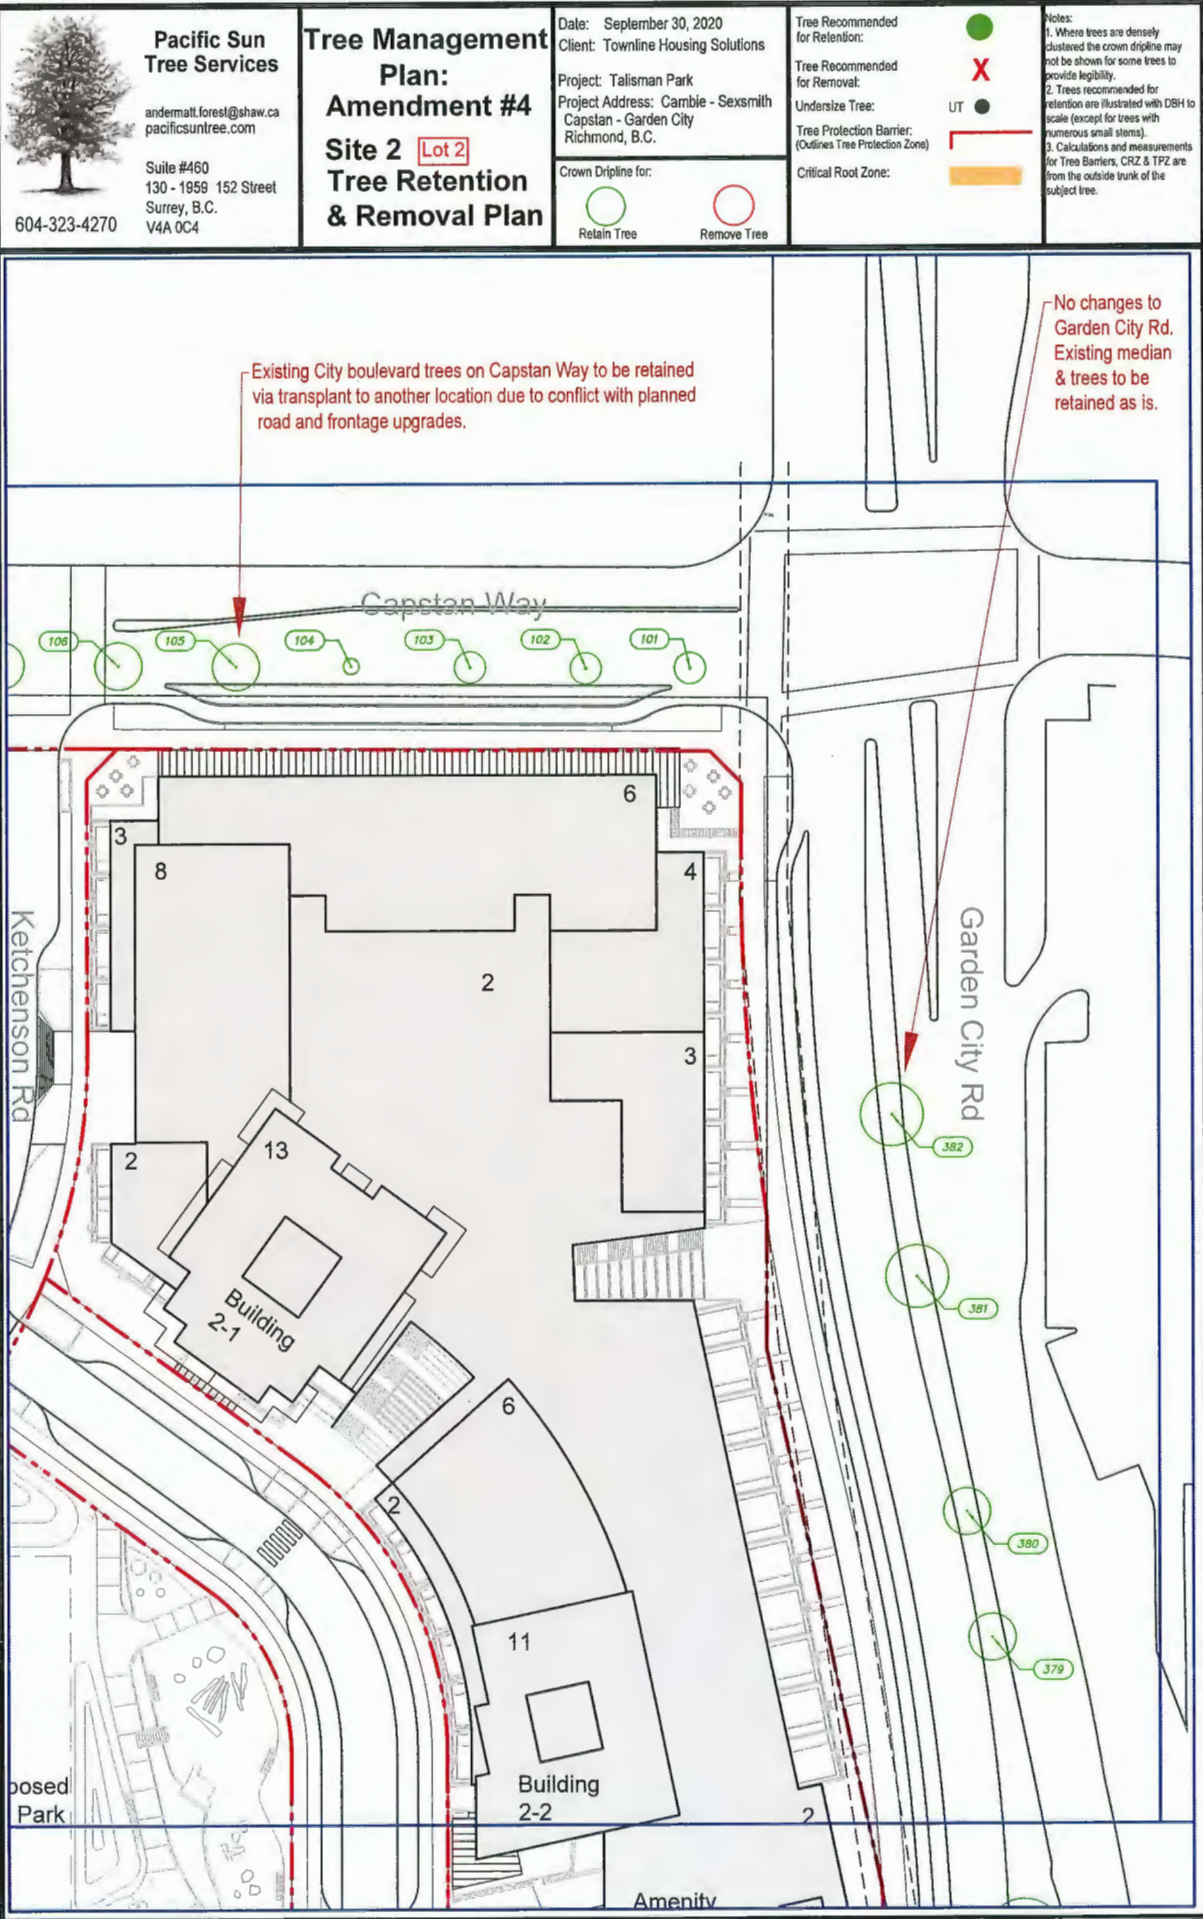 Pacific Sun
Tree Services
andermatt.forest@shaw.ca
pacificsuntree.com
Suite #460
130 - 1959 152 Street
Surrey, B.C.
V4A 0C4
604-323-4270
Tree Management
Plan:
Amendment #4
Site 2 Lot 2
Tree Retention
& Removal Plan
Date: September 30, 2020
Client: Townline Housing Solutions
Project: Talisman Park
Project Address: Cambie - Sexsmith
Capstan - Garden City
Richmond, B.C.
Crown Dripline for:
Retain Tree
Remove Tree
Tree Recommended
for Retention:
Tree Recommended
for Removal:
X
Undersize Tree: UT
Tree Protection Barrier:
(Outlines Tree Protection Zone)
Critical Root Zone:
Notes:
1. Where trees are densely
clustered the crown dripline may
not be shown for some trees to
provide legibility.
2. Trees recommended for
retention are illustrated with DBH to
scale (except for trees with
numerous small stems).
3. Calculations and measurements
for Tree Barriers, CRZ & TPZ are
from the outside trunk of the
subject tree.
No changes to
Garden City Rd.
Existing median
& trees to be
retained as is.
Existing City boulevard trees on Capstan Way to be retained
via transplant to another location due to conflict with planned
road and frontage upgrades.
Capstan Way
106
105
104
103
102
101
6
3
8
4
2
3
Ketchenson Rd
Garden City Rd
382
2
13
Building
2-1
381
6
2
380
11
379
Building
2-2
posed
Park
2
Amenity